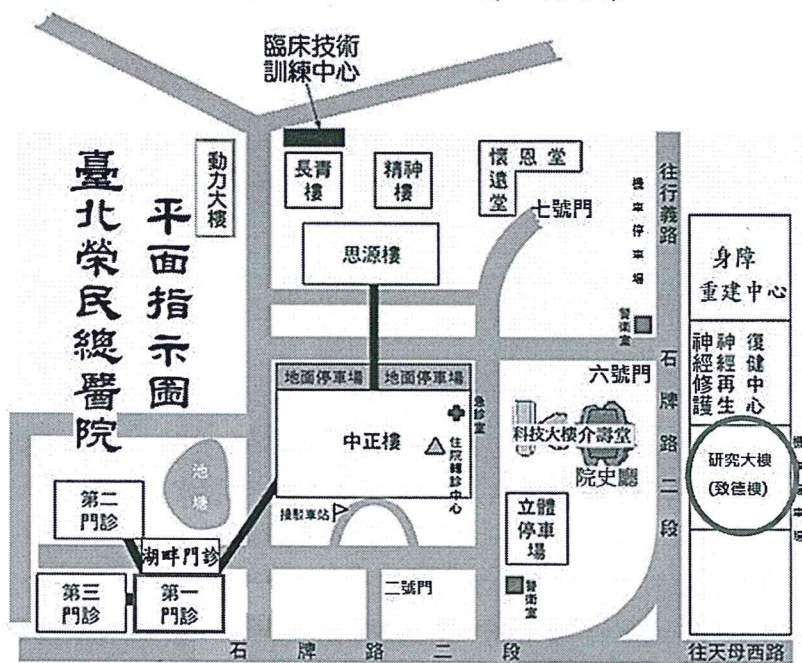 臨床技術
訓練中心
臺北榮民總醫院
平面指示圖
動力大樓
長青
樓
精神
樓
懷恩堂
遠
堂
七號門
機車停車場
往行義路
思源樓
身障
重建中心
警衛室
復健中心
神經再生
神經修護
六號門
石牌路二段
地面停車場
地面停車場
急診室
中正樓
住院轉診中心
科技大樓
介壽堂
院史廳
研究大樓
(致德樓)
機車停車場
池塘
第二
門診
接駁車站
立體
停車
場
湖畔門診
第三
門診
第一
門診
二號門
警衛室
石牌路二段
往天母西路